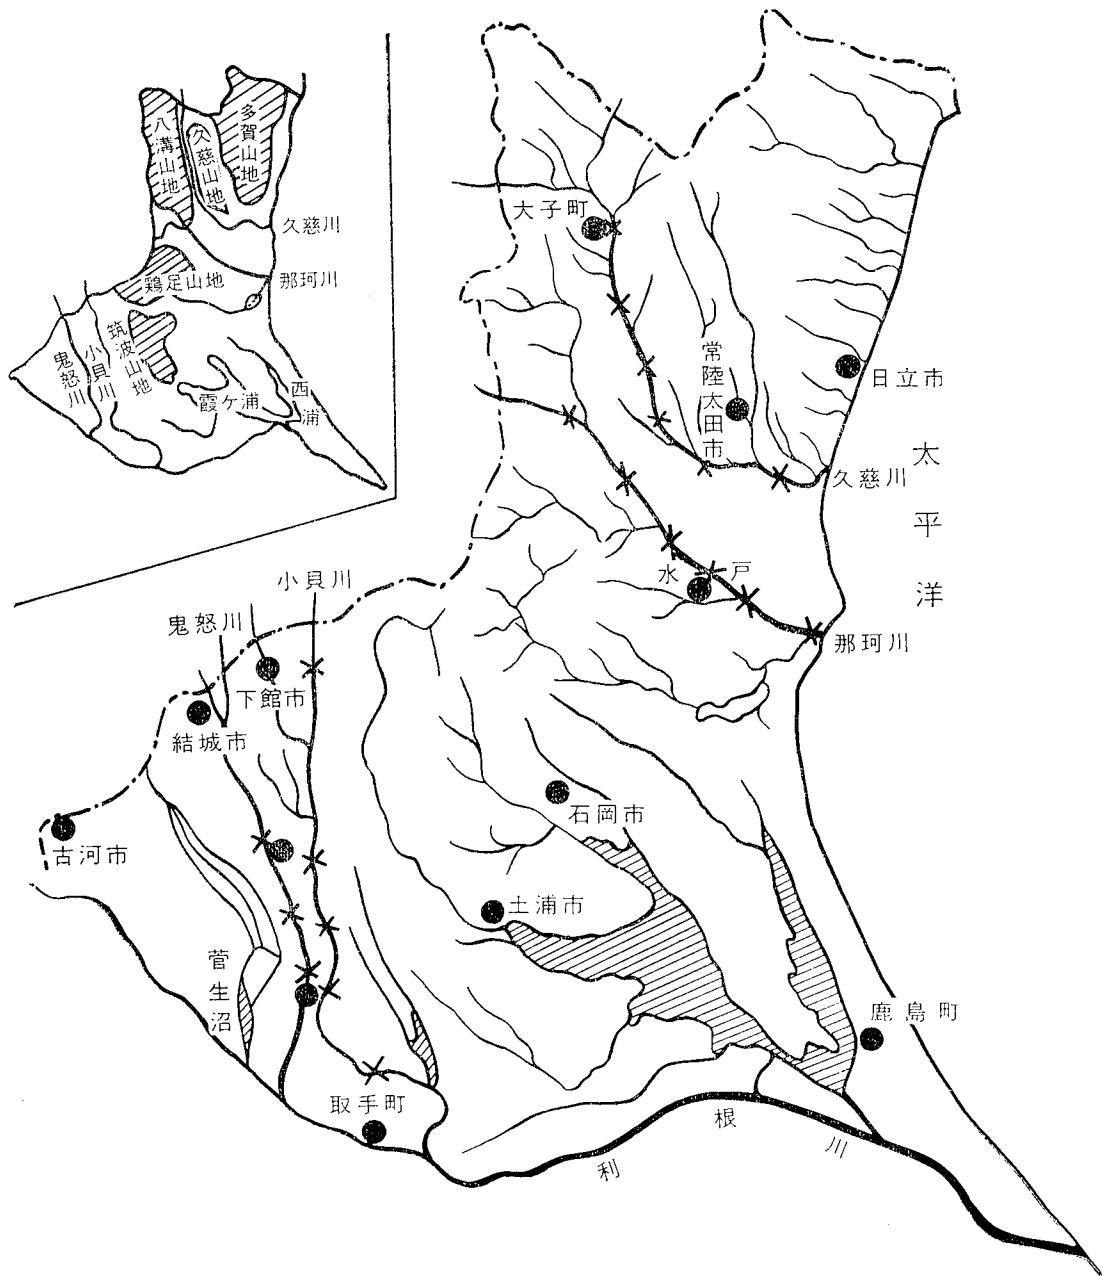 八溝山地
久慈山地
多賀山地
久慈川
那珂川
鶏足山地
筑波山地
小貝川
鬼怒川
霞ケ浦
西浦
大子町
常陸太田市
日立市
久慈川
太平洋
水戸
那珂川
小貝川
鬼怒川
下館市
結城市
古河市
石岡市
土浦市
菅生沼
鹿島町
取手町
利根川